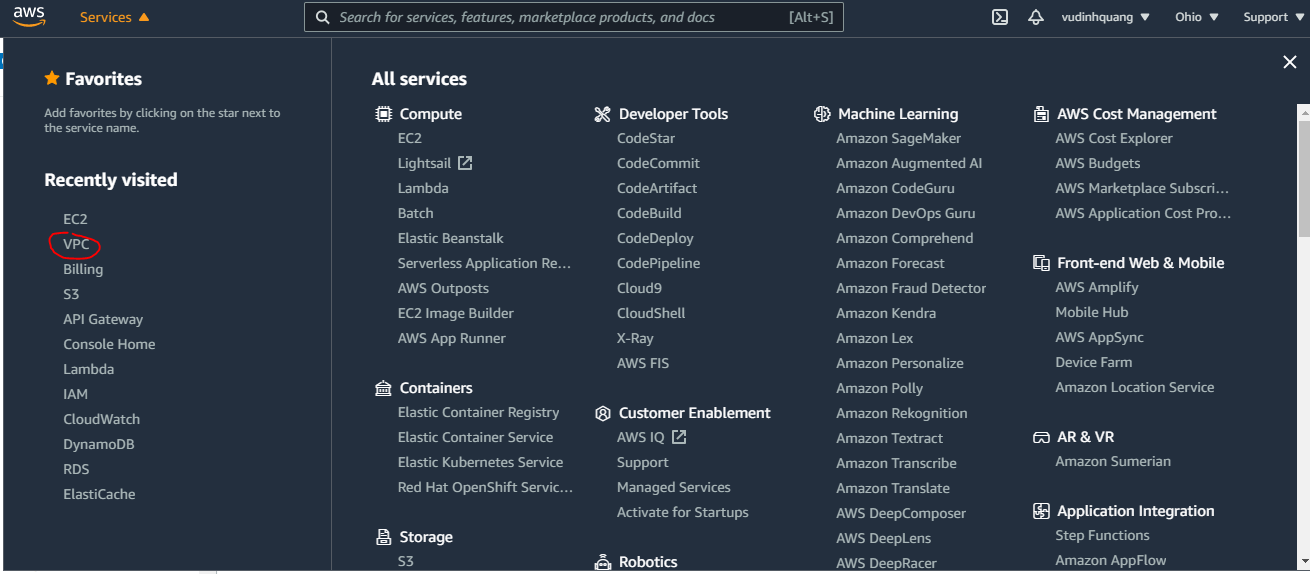 aws
Services
Search for services, features, marketplace products, and docs
[Alt+S]
vudinhquang
Ohio
Support
Favorites
Add favorites by clicking on the star next to
the service name.
Recently visited
EC2
VPC
Billing
S3
API Gateway
Console Home
Lambda
IAM
CloudWatch
DynamoDB
RDS
ElastiCache
All services
Compute
EC2
Lightsail
Lambda
Batch
Elastic Beanstalk
Serverless Application Re...
AWS Outposts
EC2 Image Builder
AWS App Runner
Containers
Elastic Container Registry
Elastic Container Service
Elastic Kubernetes Service
Red Hat OpenShift Servic...
Storage
S3
Developer Tools
CodeStar
CodeCommit
CodeArtifact
CodeBuild
CodeDeploy
CodePipeline
Cloud9
CloudShell
X-Ray
AWS FIS
Customer Enablement
AWS IQ
Support
Managed Services
Activate for Startups
Robotics
Machine Learning
Amazon SageMaker
Amazon Augmented AI
Amazon CodeGuru
Amazon DevOps Guru
Amazon Comprehend
Amazon Forecast
Amazon Fraud Detector
Amazon Kendra
Amazon Lex
Amazon Personalize
Amazon Polly
Amazon Rekognition
Amazon Textract
Amazon Transcribe
Amazon Translate
AWS DeepComposer
AWS DeepLens
AWS DeepRacer
AWS Cost Management
AWS Cost Explorer
AWS Budgets
AWS Marketplace Subscri...
AWS Application Cost Pro...
Front-end Web & Mobile
AWS Amplify
Mobile Hub
AWS AppSync
Device Farm
Amazon Location Service
AR & VR
Amazon Sumerian
Application Integration
Step Functions
Amazon AppFlow